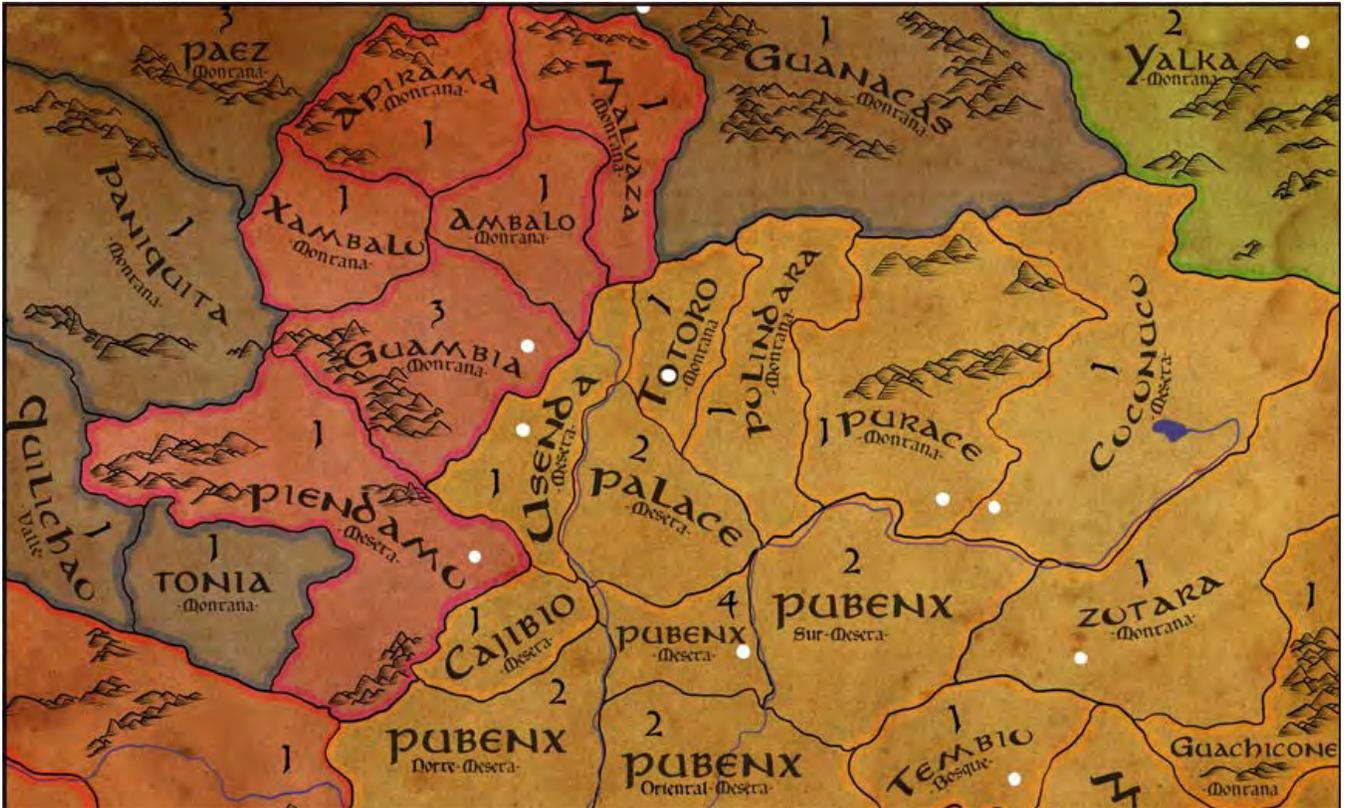 3
PAEZ
-Montana-
APIRAMA
-Montana-
1
MALVAZA
-Montana-
1
1
GUANACAS
-Montana-
2
YALKA
-Montana-
PANIQUITA
-Montana-
1
1
XAMBALO
-Montana-
1
AMBALO
-Montana-
3
GUAMBIA
-Montana-
1
TOTORO
-Montana-
PULINDARA
-Montana-
1
1
PURACE
-Montana-
1
COCONUCO
-Meseta-
QUILICHAO
-Valle-
1
1
PIENDAMO
-Meseta-
1
USENDA
-Meseta-
2
PALACE
-Meseta-
1
TONIA
-Montana-
1
CAJIBIO
-Meseta-
4
PUBENX
-Meseta-
2
PUBENX
Sur-Meseta-
1
ZOTARA
-Montana-
1
2
PUBENX
Norte-Meseta-
2
PUBENX
Oriental-Meseta-
1
TEMBIO
-Bosque-
GUACHICONE
-Montana
1